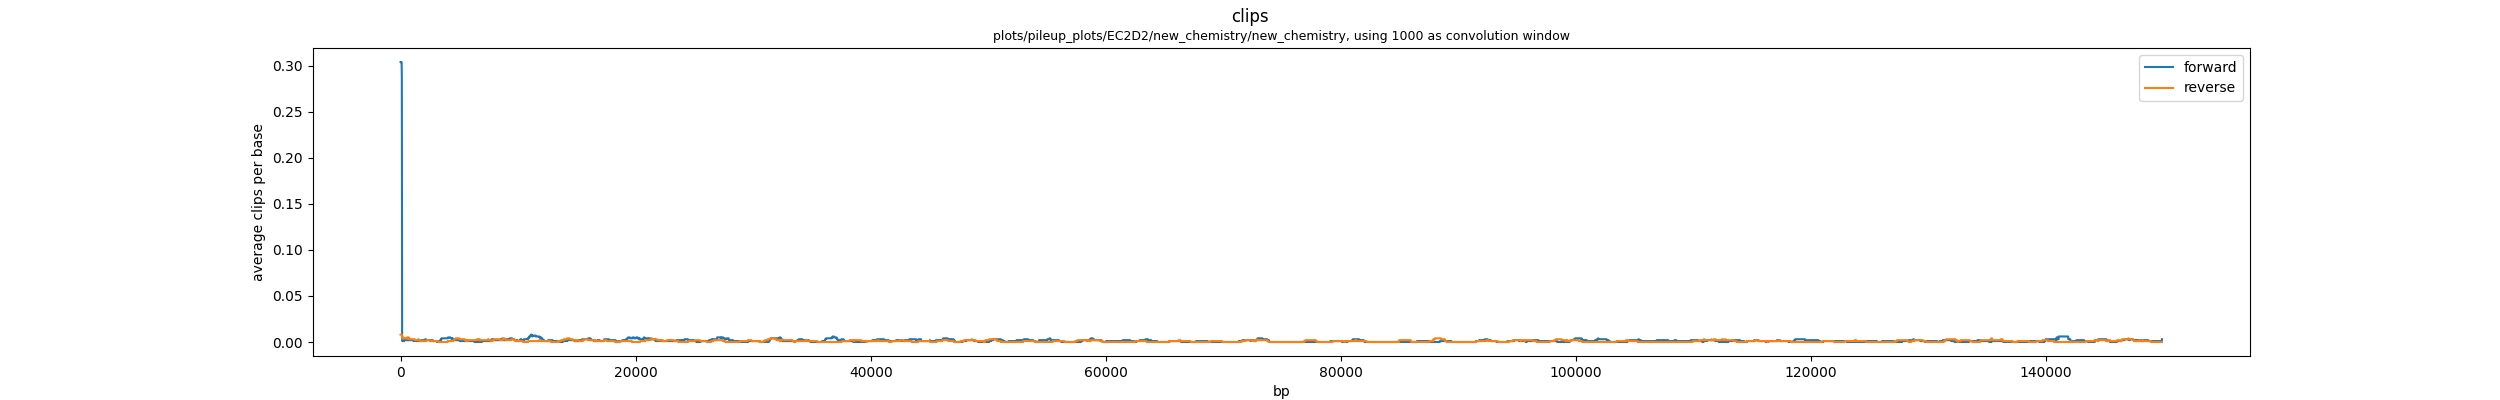 clips
plots/pileup_plots/EC2D2/new_chemistry/new_chemistry, using 1000 as convolution window
forward
reverse
0.30
0.25
0.20
0.15
0.10
0.05
0.00
average clips per base
0 20000 40000 60000 80000 100000 120000 140000
bp